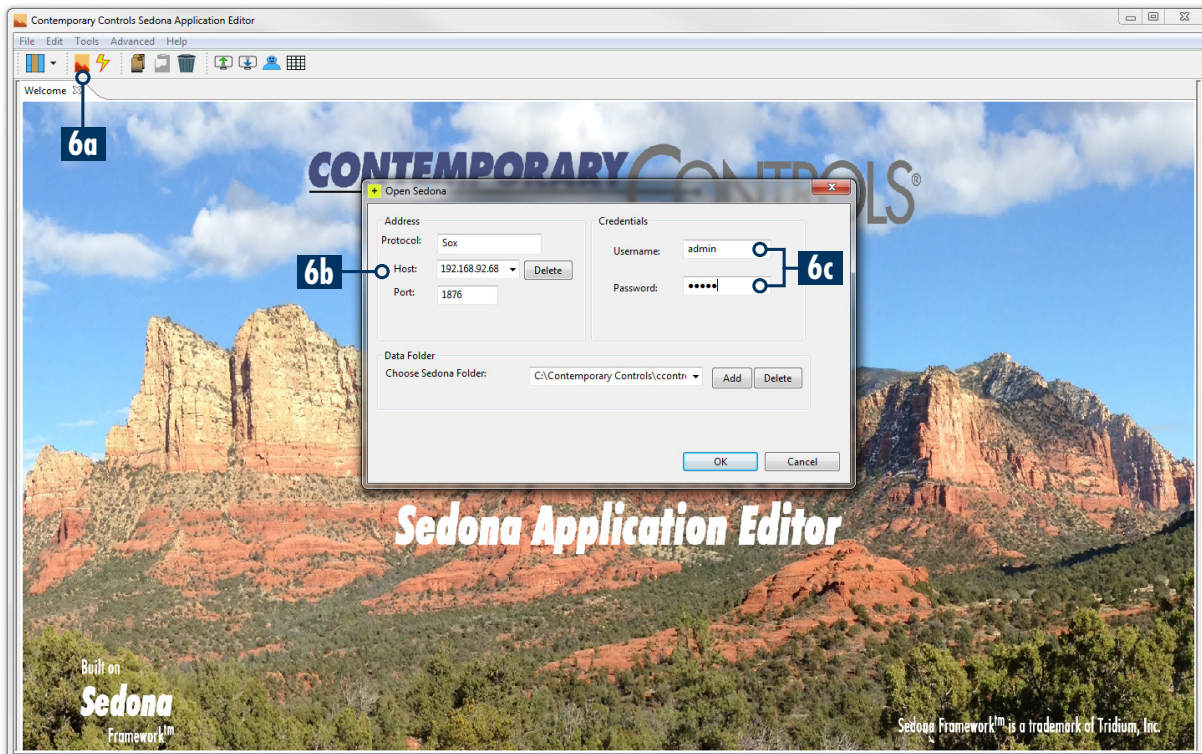 Contemporary Controls Sedona Application Editor
File Edit Tools Advanced Help
Welcome
6a
CONTEMPORARY CONTROLS®
Open Sedona
Address
Protocol: Sox
6b
Host: 192.168.92.68 Delete
Port: 1876
Credentials
Username: admin
Password: •••••
6c
Data Folder
Choose Sedona Folder: C:\Contemporary Controls\ccontr Add Delete
OK Cancel
Sedona Application Editor
Built on
Sedona
Framework™
Sedona Framework™ is a trademark of Tridium, Inc.